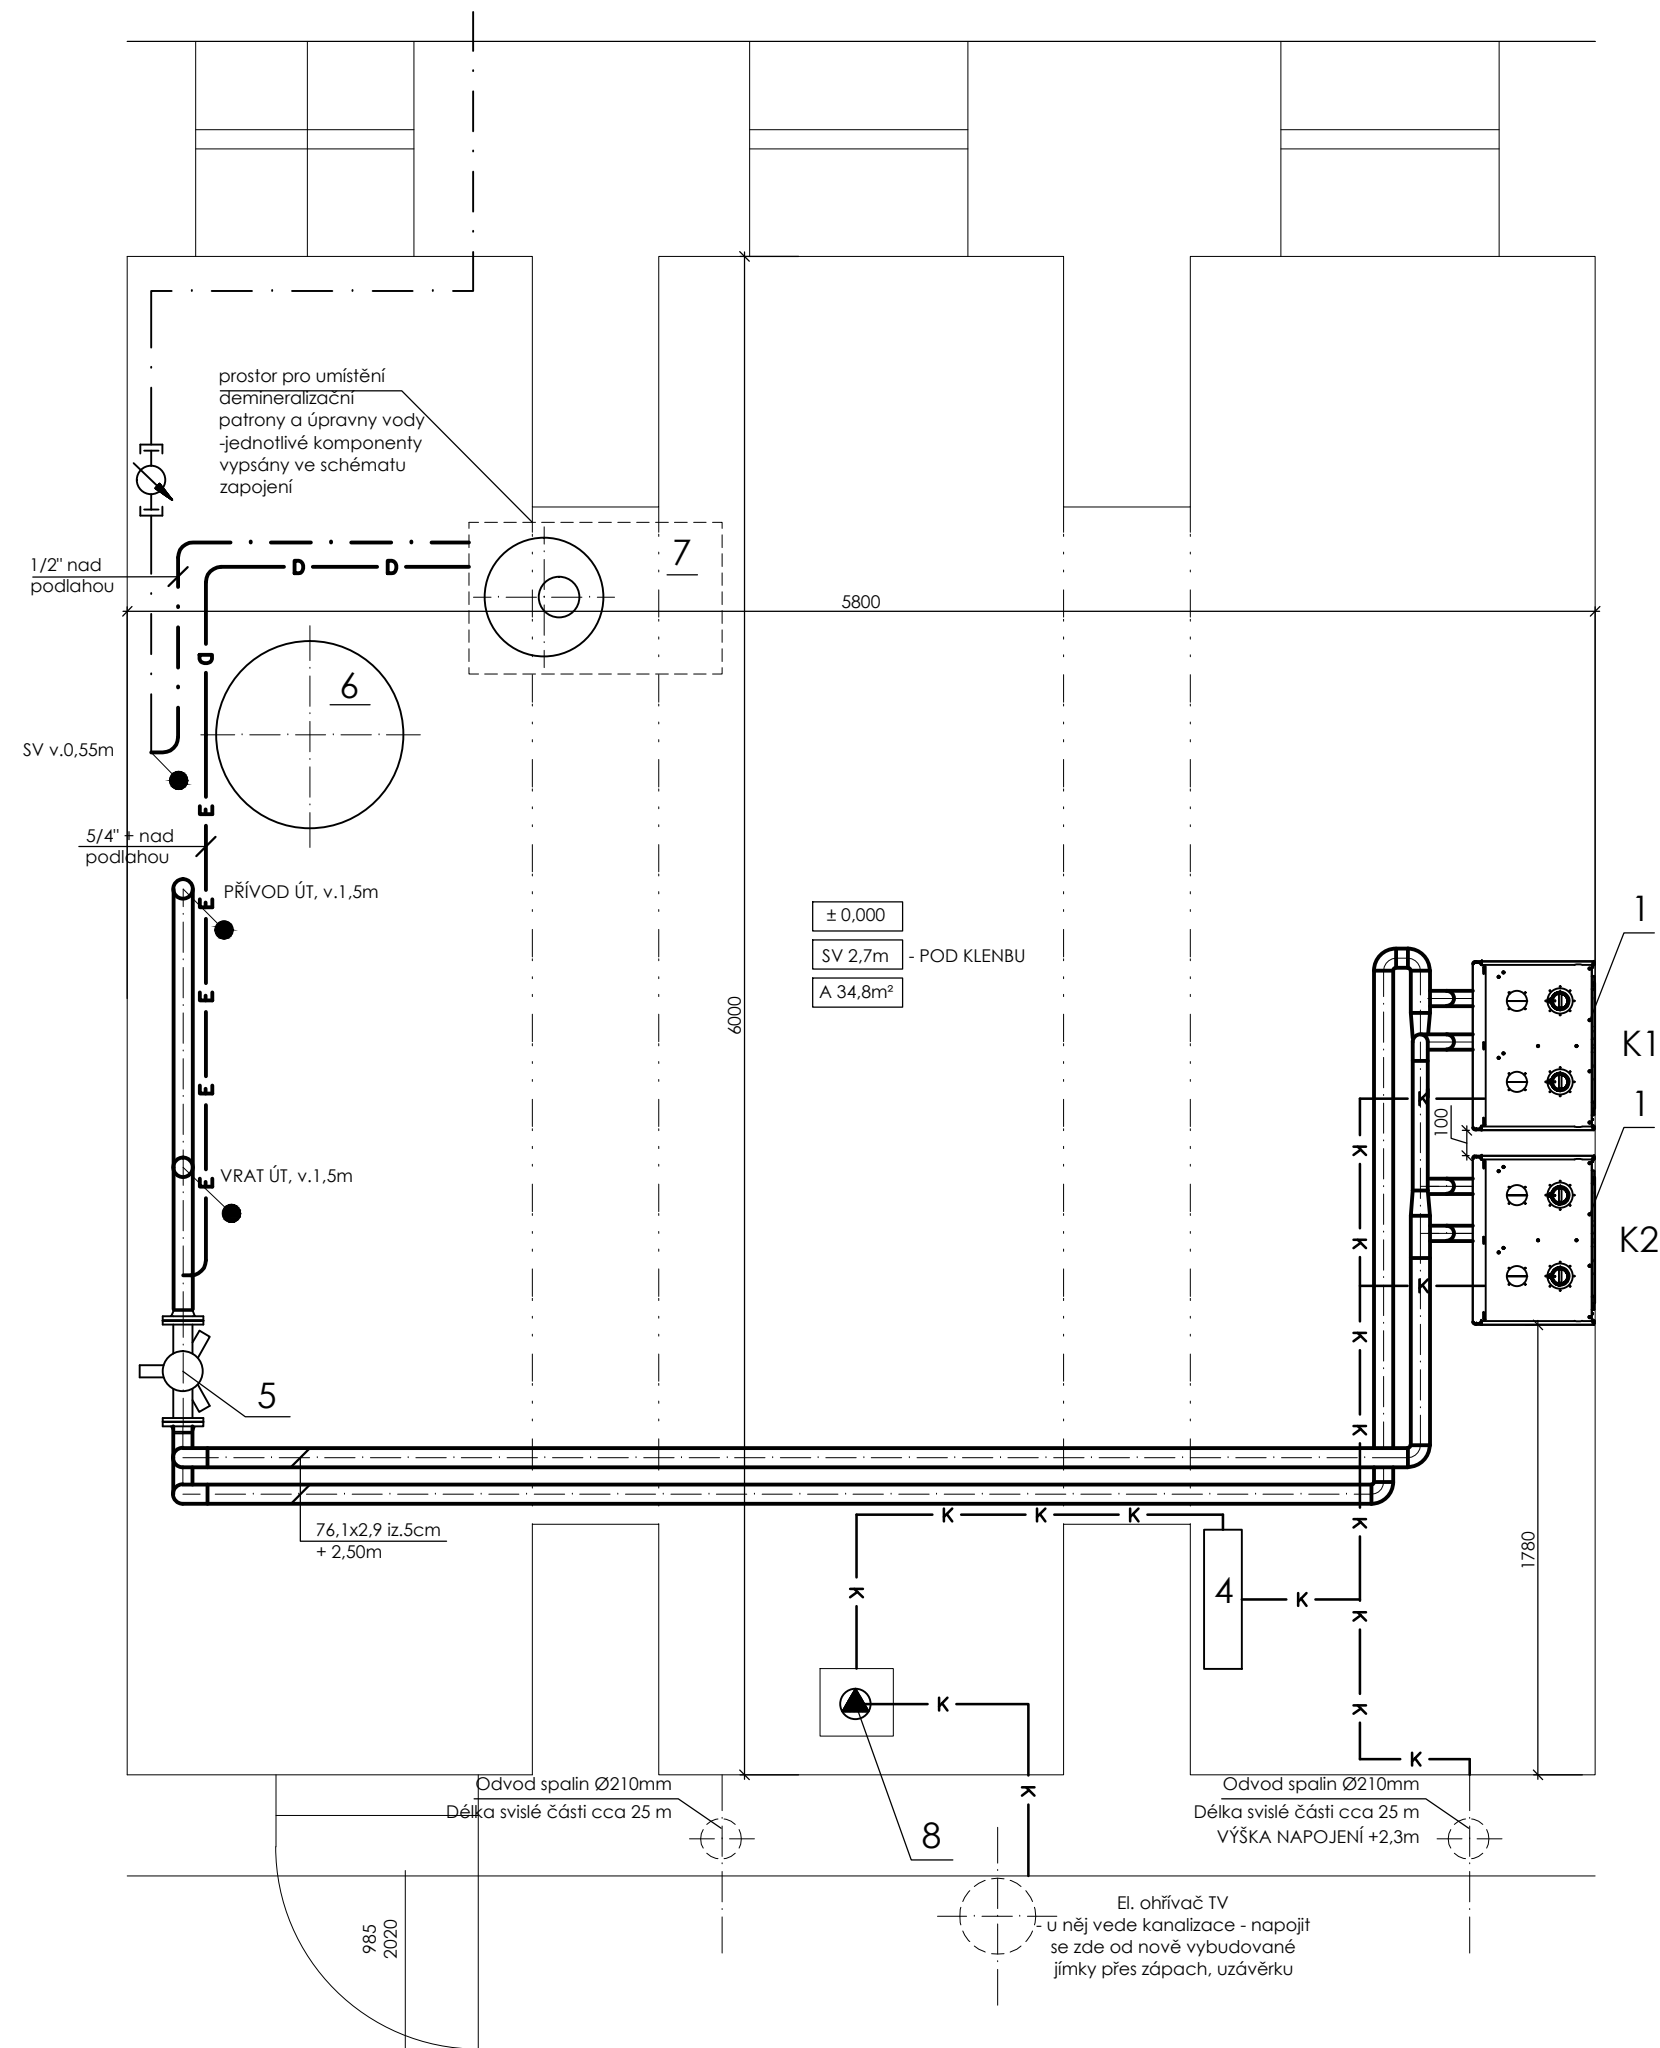 prostor pro umístění
demineralizační
patrony a úpravny vody
-jednotlivé komponenty
vypsány ve schématu
zapojení
1/2" nad
podlahou
D D
7
5800
D
6
SV v.0,55m
E
5/4" + nad
podlahou
PŘÍVOD ÚT, v.1,5m
E
± 0,000
SV 2,7m - POD KLENBU
A 34,8m²
6000
1
K1
E
E
K
1
100
K
VRAT ÚT, v.1,5m
E
K2
K
K
K
5
K
76,1x2,9 iz.5cm
+ 2,50m
K K K
K
1780
K
4
K
K
K
K
K
Odvod spalin Ø210mm
Délka svislé části cca 25 m
K
Odvod spalin Ø210mm
Délka svislé části cca 25 m
VÝŠKA NAPOJENÍ +2,3m
8
985
2020
El. ohřívač TV
- u něj vede kanalizace - napojit
se zde od nově vybudované
jímky přes zápach, uzávěrku